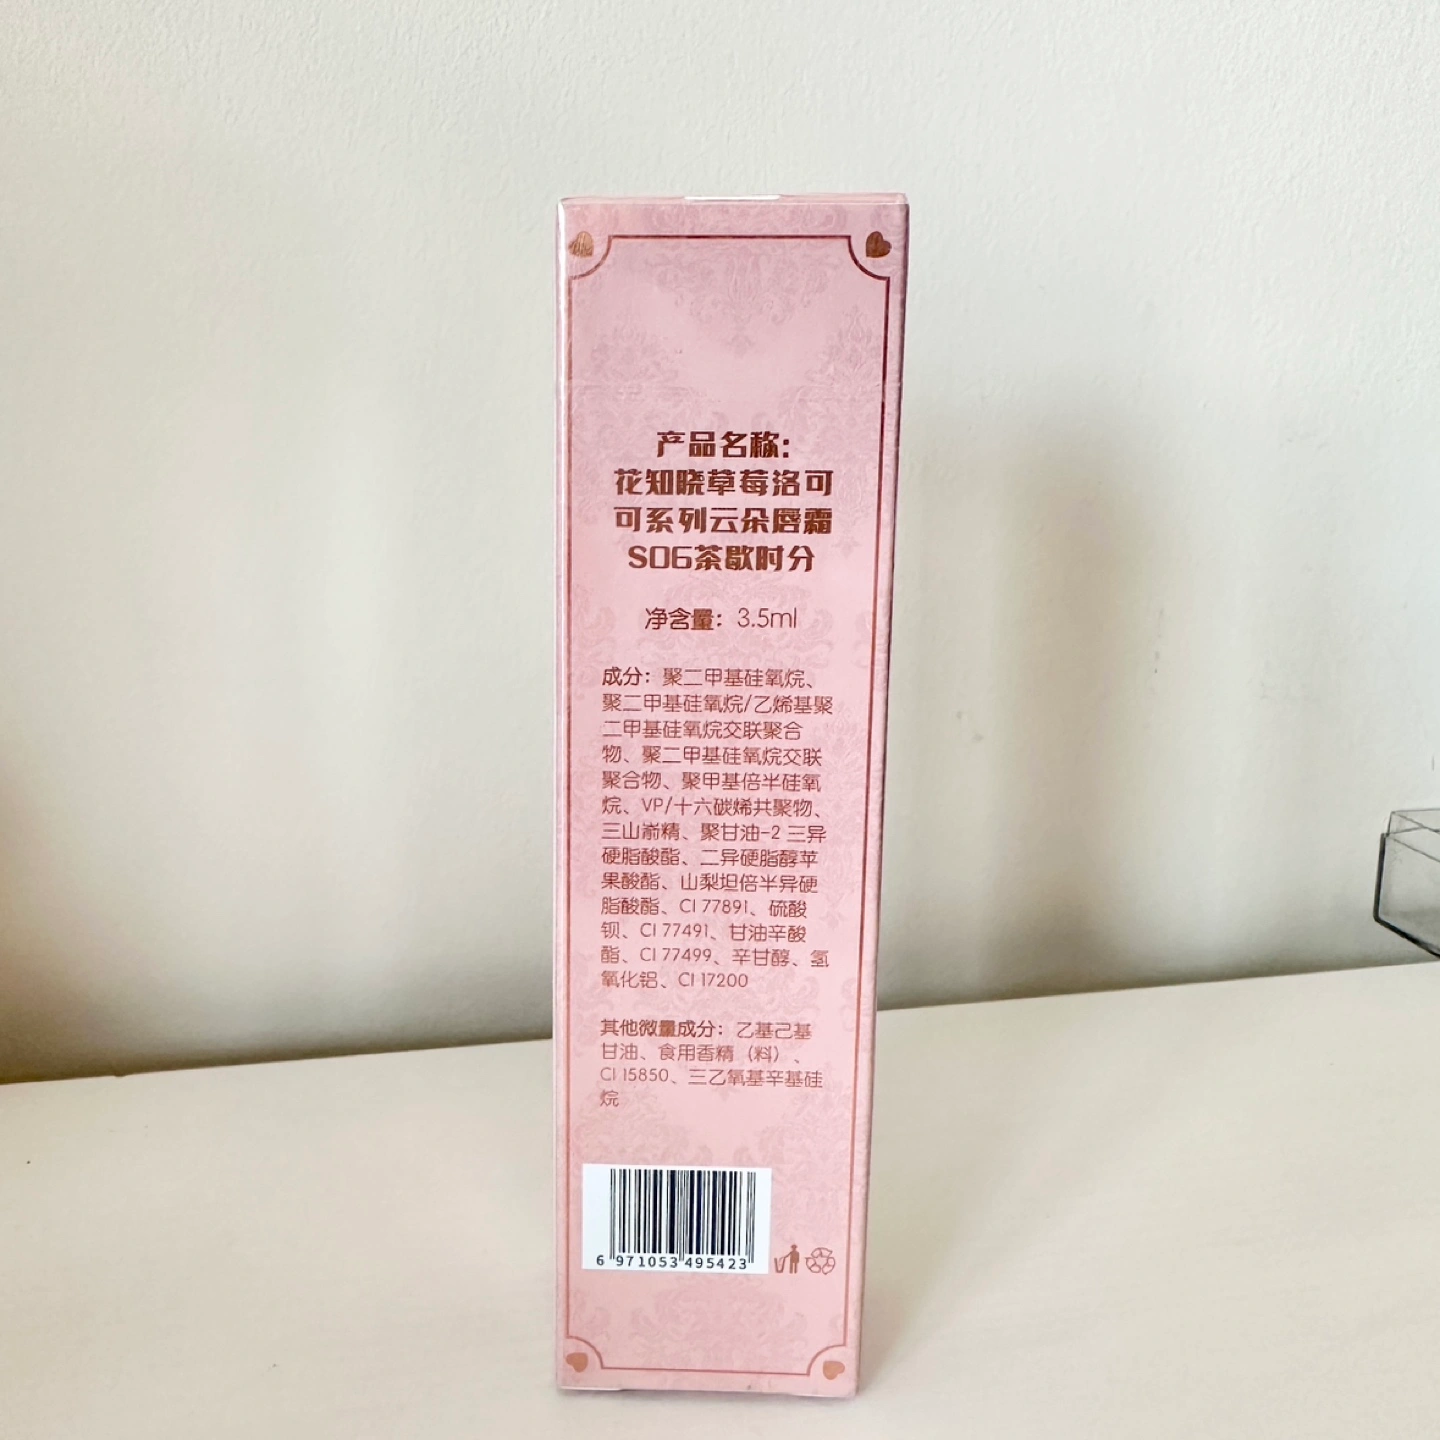 产品名称：
花知晓草莓洛可
可系列云朵唇霜
S06茶歇时分
净含量：3.5ml
成分：聚二甲基硅氧烷、
聚二甲基硅氧烷/乙烯基聚
二甲基硅氧烷交联聚合
物、聚二甲基硅氧烷交联
聚合物、聚甲基倍半硅氧
烷、VP/十六碳烯共聚物、
三山嵛精、聚甘油-2 三异
硬脂酸酯、二异硬脂醇苹
果酸酯、山梨坦倍半异硬
脂酸酯、CI 77891、硫酸
钡、CI 77491、甘油辛酸
酯、CI 77499、辛甘醇、氢
氧化铝、CI 17200
其他微量成分：乙基己基
甘油、食用香精（料）、
CI 15850、三乙氧基辛基硅
烷
6 971053 495423